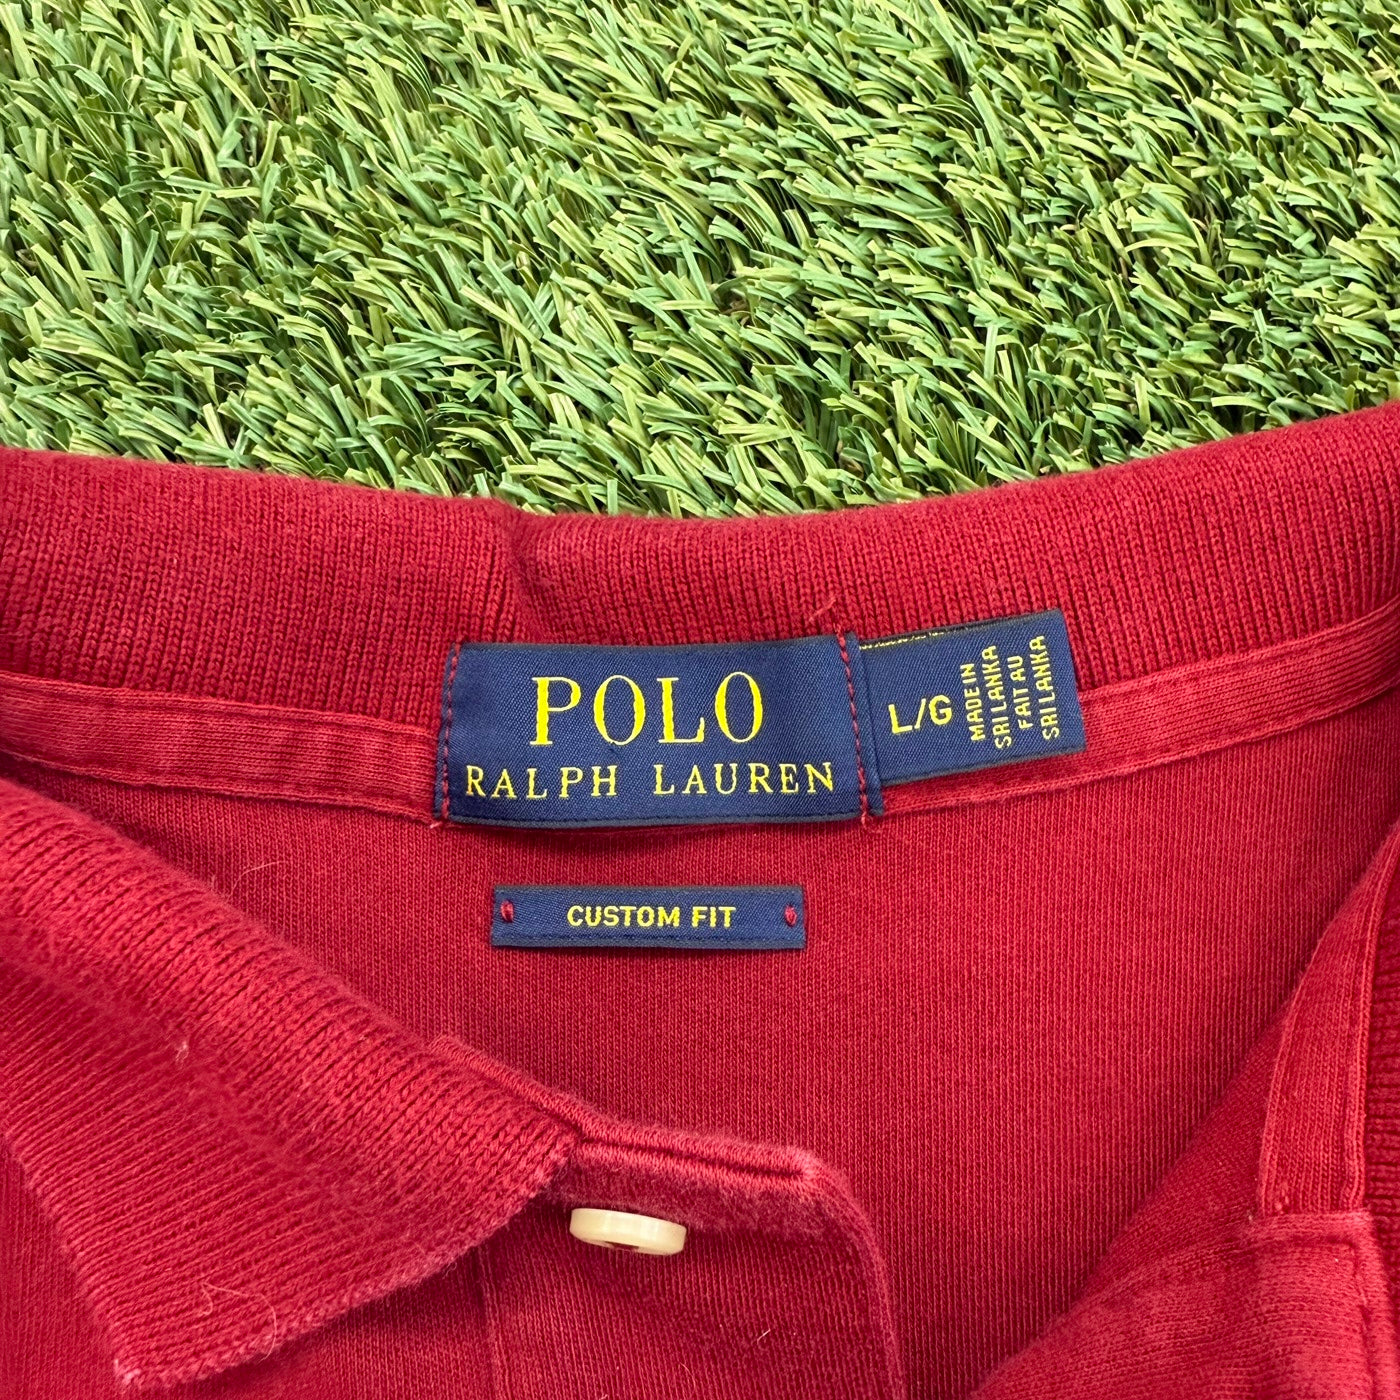 POLO
RALPH LAUREN
L/G
MADE IN
SRI LANKA
FAIT AU
SRI LANKA
CUSTOM FIT